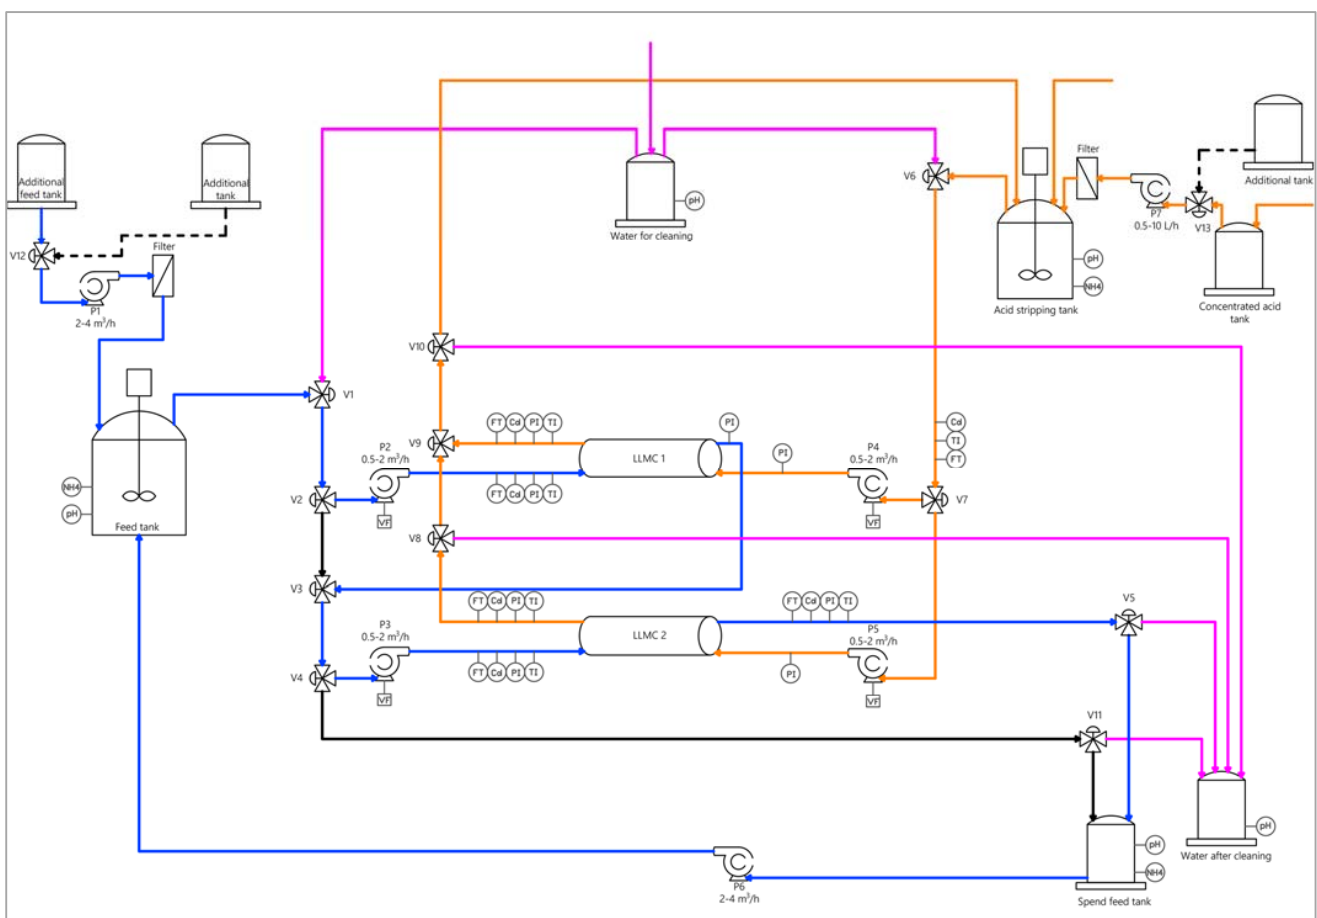 Additional
feed tank
Additional
tank
V12
Filter
P1
2-4 m³/h
Water for cleaning
pH
V6
Filter
Additional tank
P7
0.5-10 L/h
V13
pH
NH4
Acid stripping tank
Concentrated acid
tank
V10
V1
V9
FT Cd PI TI
PI
LLMC 1
P2
0.5-2 m³/h
FT Cd PI TI
VF
PI
P4
0.5-2 m³/h
VF
Cd
TI
FT
V7
NH4
pH
Feed tank
V2
V8
V3
FT Cd PI TI
LLMC 2
P3
0.5-2 m³/h
FT Cd PI TI
VF
V4
FT Cd PI TI
P5
0.5-2 m³/h
PI
VF
V5
V11
pH
Water after cleaning
pH
NH4
Spend feed tank
P6
2-4 m³/h